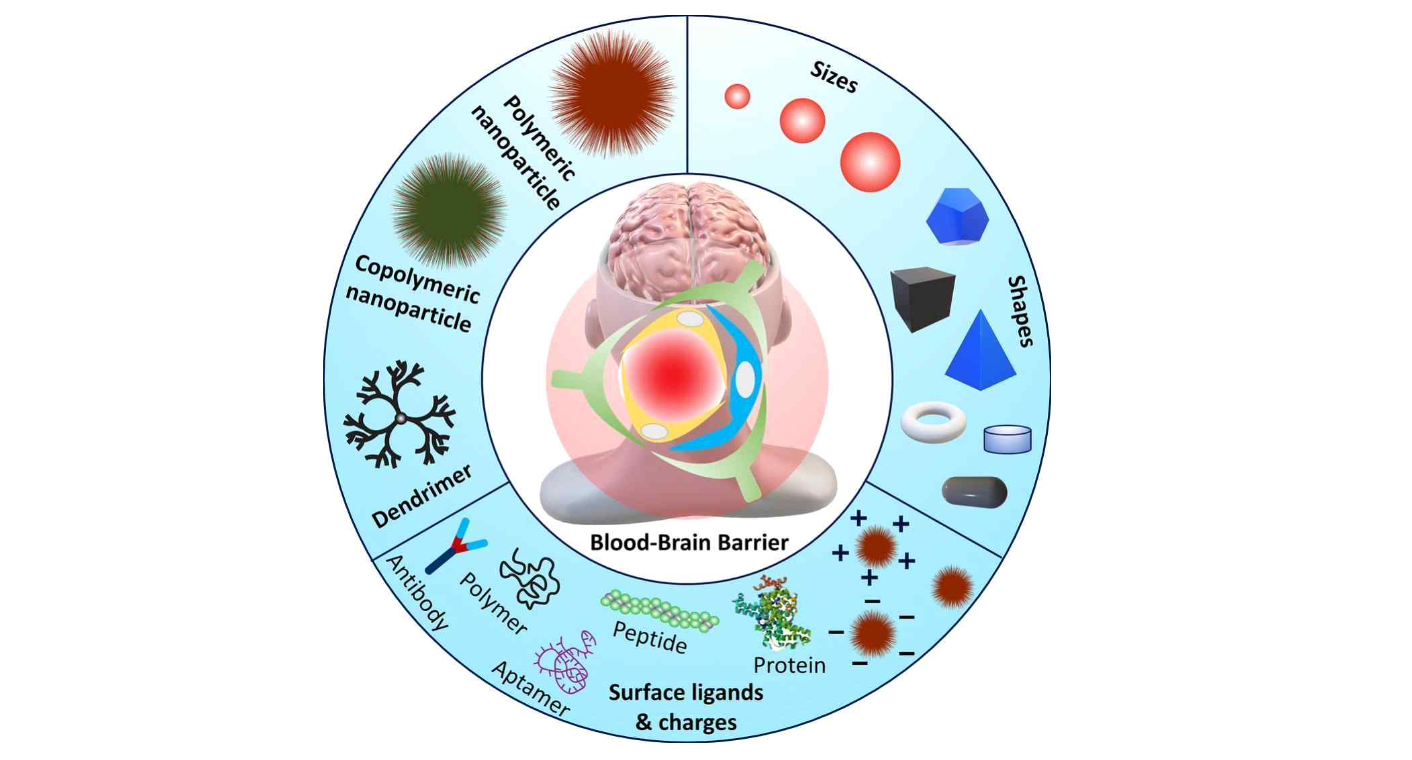 Sizes
Shapes
Polymeric
nanoparticle
Copolymeric
nanoparticle
Dendrimer
Blood-Brain Barrier
Antibody
Polymer
Aptamer
Peptide
Protein
Surface ligands
& charges
+ +
+ +
+
−
− −
− −